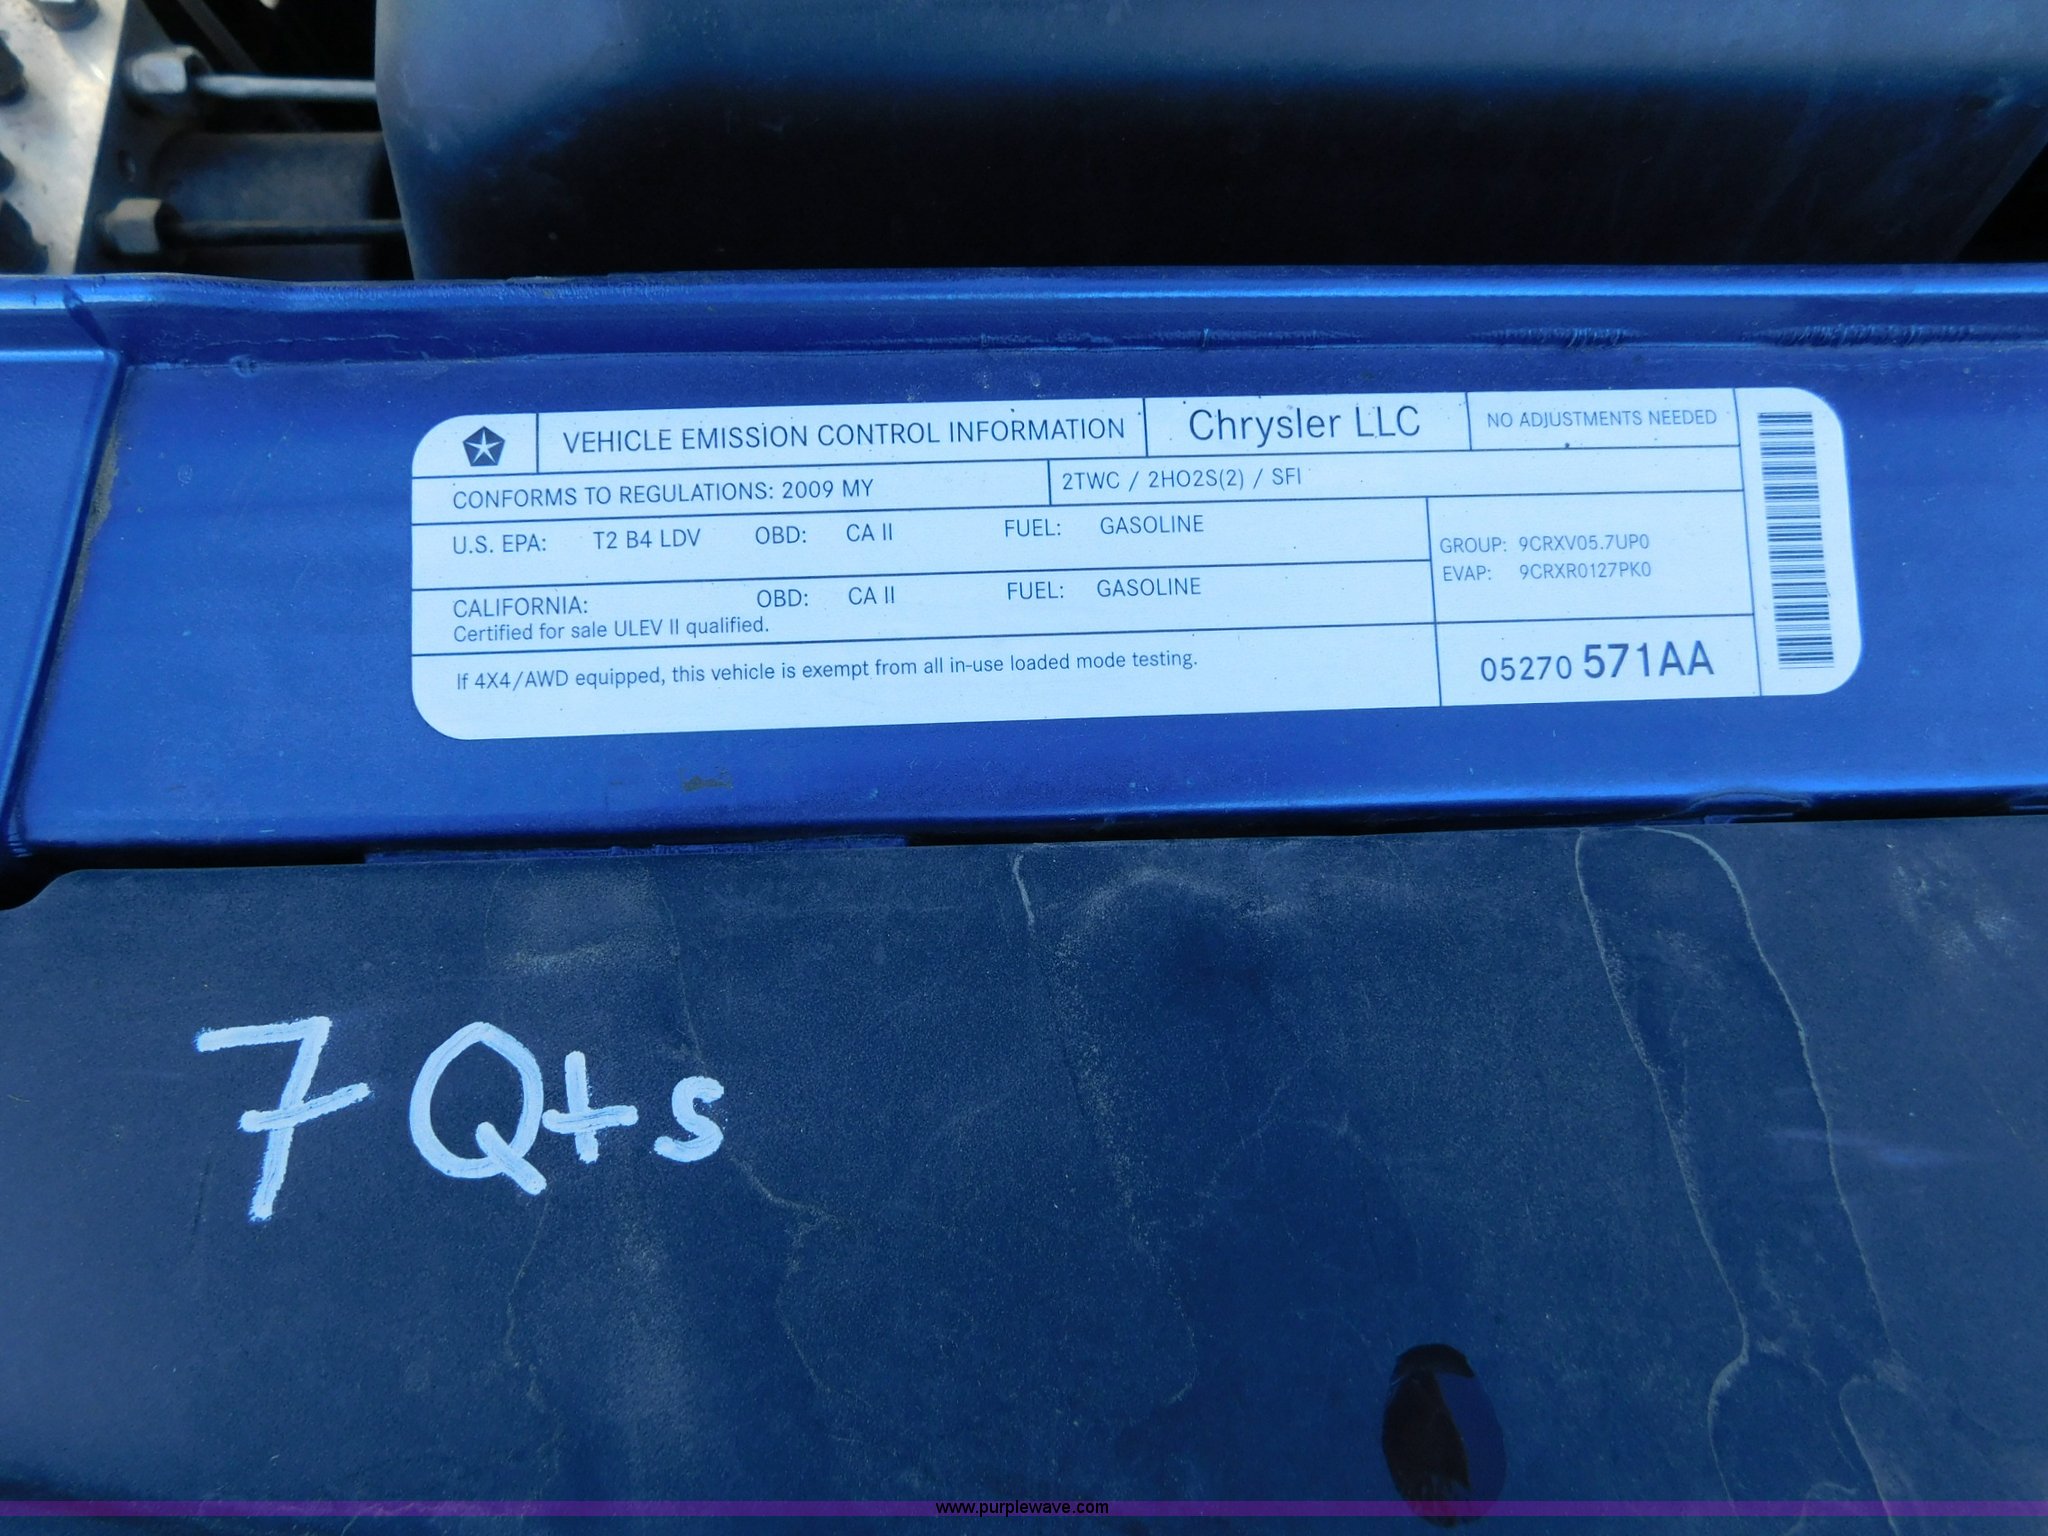 VEHICLE EMISSION CONTROL INFORMATION Chrysler LLC NO ADJUSTMENTS NEEDED
CONFORMS TO REGULATIONS: 2009 MY 2TWC / 2HO2S(2) / SFI
U.S. EPA: T2 B4 LDV OBD: CA II FUEL: GASOLINE
GROUP: 9CRXV05.7UP0
EVAP: 9CRXR0127PK0
CALIFORNIA: OBD: CA II FUEL: GASOLINE
Certified for sale ULEV II qualified.
If 4X4/AWD equipped, this vehicle is exempt from all in-use loaded mode testing.
05270 571AA
7 Qts
www.purplewave.com